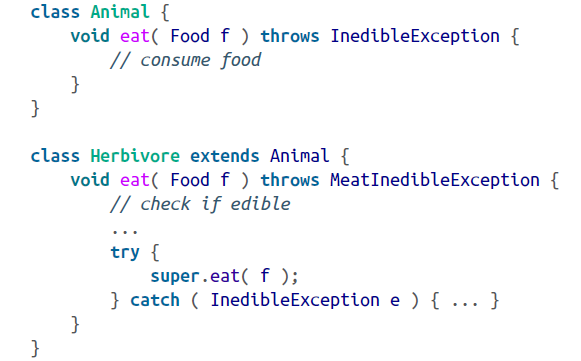 class Animal {
    void eat( Food f ) throws InedibleException {
        // consume food
    }
}

class Herbivore extends Animal {
    void eat( Food f ) throws MeatInedibleException {
        // check if edible
        ...
        try {
            super.eat( f );
        } catch ( InedibleException e ) { ... }
    }
}